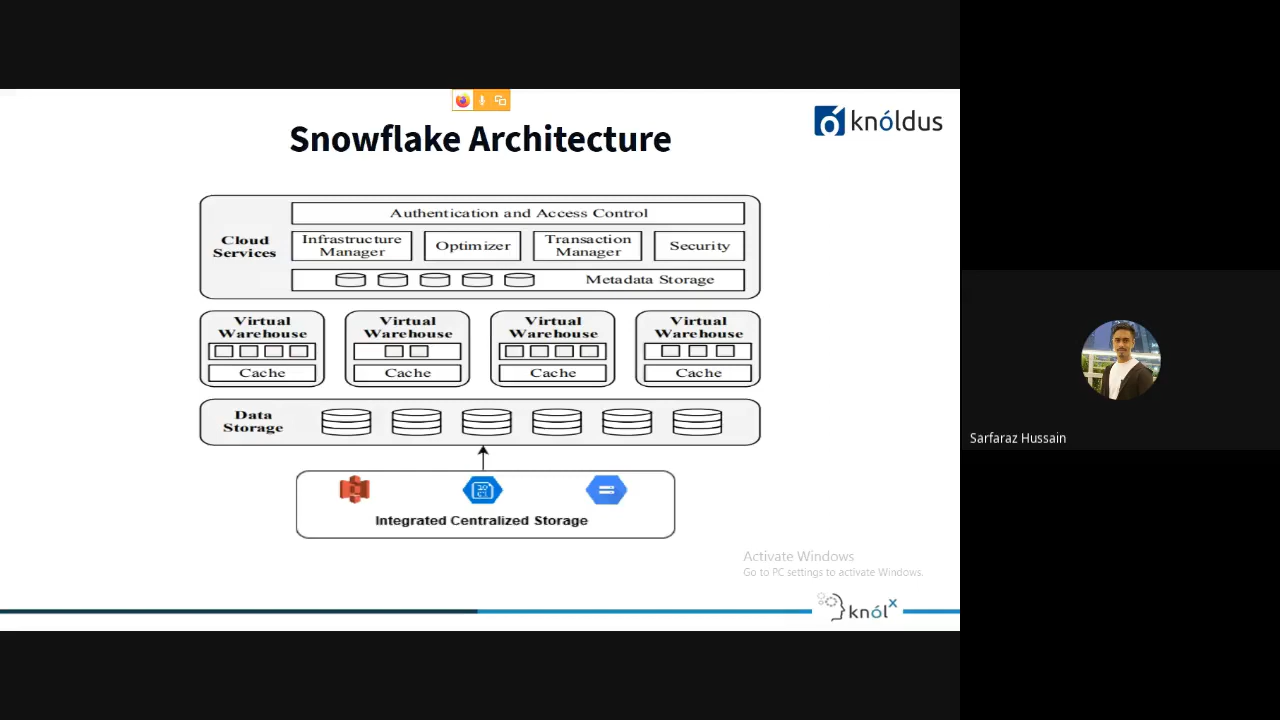 Snowflake Architecture
knóldus
Authentication and Access Control
Cloud
Services
Infrastructure
Manager
Optimizer
Transaction
Manager
Security
Metadata Storage
Virtual
Warehouse
Cache
Virtual
Warehouse
Cache
Virtual
Warehouse
Cache
Virtual
Warehouse
Cache
Data
Storage
Integrated Centralized Storage
Activate Windows
Go to PC settings to activate Windows.
knólx
Sarfaraz Hussain